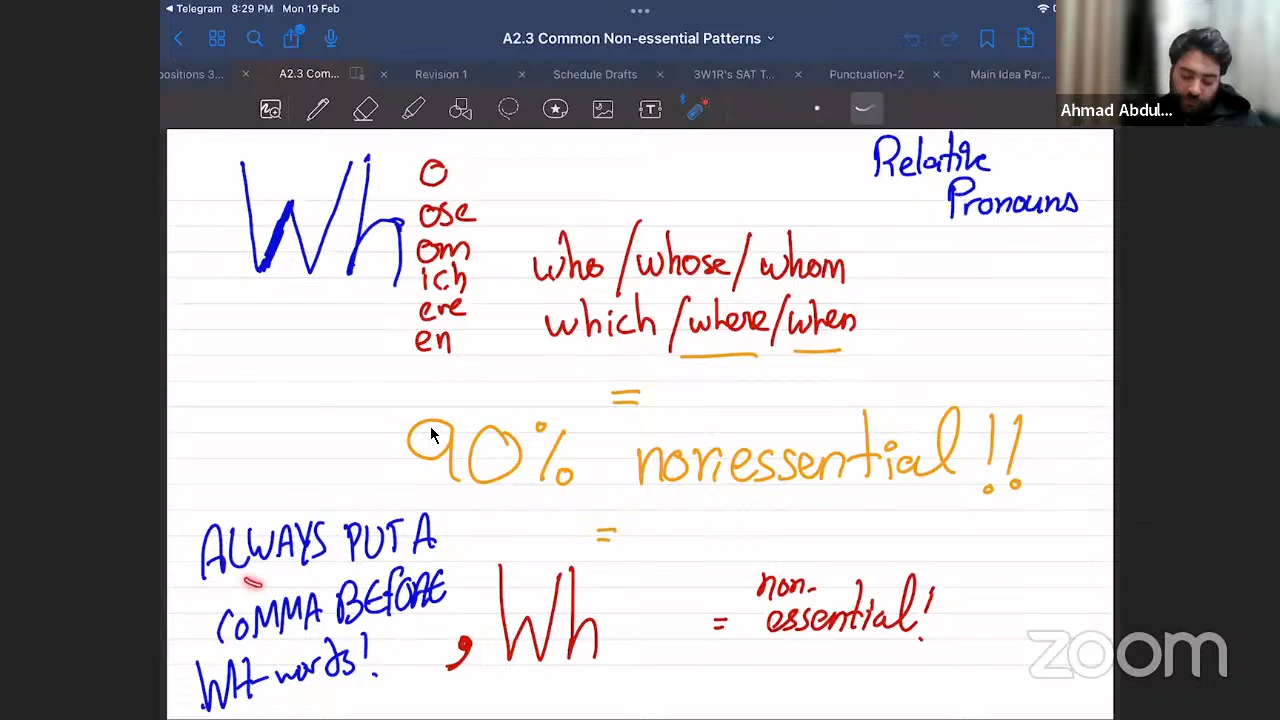 Telegram 8:29 PM Mon 19 Feb
A2.3 Common Non-essential Patterns
positions 3...
A2.3 Com...
Revision 1
Schedule Drafts
3W1R's SAT T...
Punctuation-2
Main Idea Par...
Ahmad Abdul...
Relative
Pronouns
Wh
o
ose
om
ich
ere
en
who/whose/whom
which/where/when
=
90% nonessential!!
=
ALWAYS PUT A
COMMA BEFORE
WH-words!
, Wh = non-
essential!
zoom